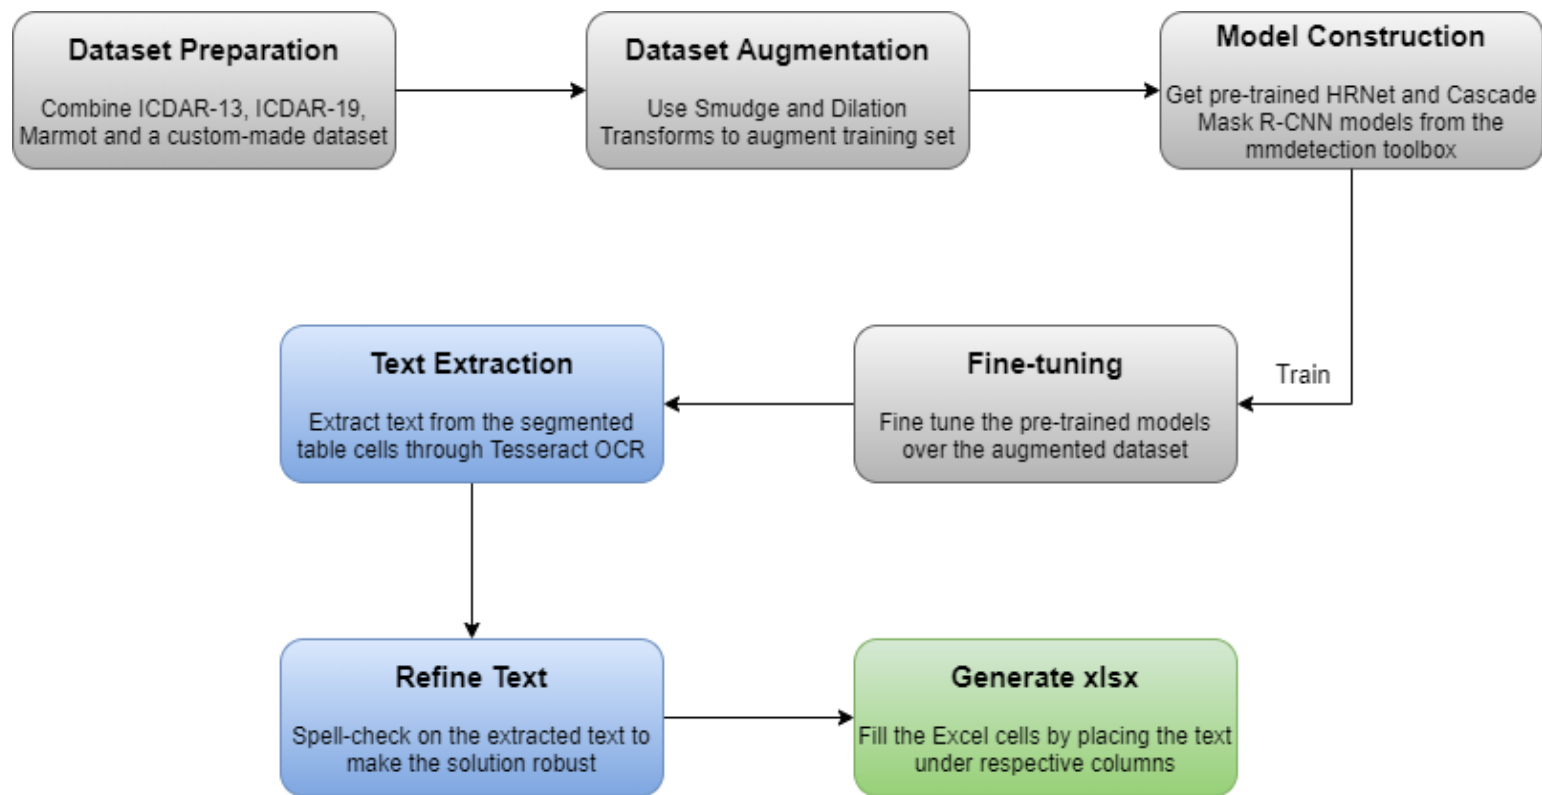 Dataset Preparation
Combine ICDAR-13, ICDAR-19,
Marmot and a custom-made dataset
Dataset Augmentation
Use Smudge and Dilation
Transforms to augment training set
Model Construction
Get pre-trained HRNet and Cascade
Mask R-CNN models from the
mmdetection toolbox
Train
Fine-tuning
Fine tune the pre-trained models
over the augmented dataset
Text Extraction
Extract text from the segmented
table cells through Tesseract OCR
Refine Text
Spell-check on the extracted text to
make the solution robust
Generate xlsx
Fill the Excel cells by placing the text
under respective columns